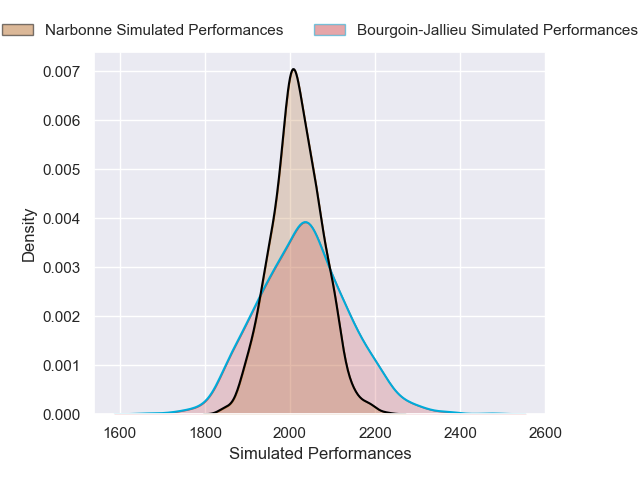 Narbonne Simulated Performances Bourgoin-Jallieu Simulated Performances
0.007
0.006
0.005
0.004
0.003
0.002
0.001
0.000
Density
1600 1800 2000 2200 2400 2600
Simulated Performances